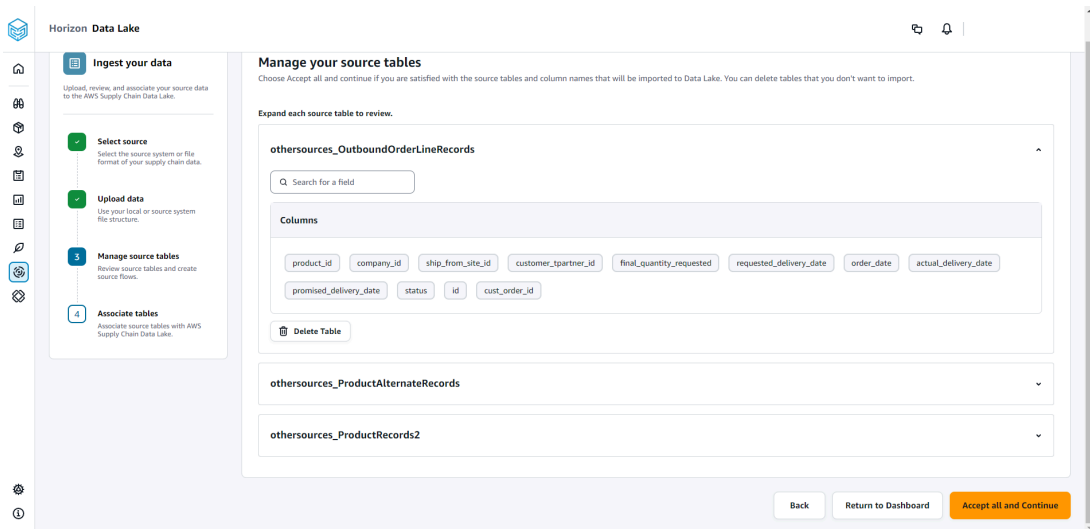 Horizon Data Lake
Ingest your data
Upload, review, and associate your source data
to the AWS Supply Chain Data Lake.
Select source
Select the source system or file
format of your supply chain data.
Upload data
Use your local or source system
file structure.
3
Manage source tables
Review source tables and create
source flows.
4
Associate tables
Associate source tables with AWS
Supply Chain Data Lake.
Manage your source tables
Choose Accept all and continue if you are satisfied with the source tables and column names that will be imported to Data Lake. You can delete tables that you don't want to import.
Expand each source table to review.
othersources_OutboundOrderLineRecords
Search for a field
Columns
product_id company_id ship_from_site_id customer_tpartner_id final_quantity_requested requested_delivery_date order_date actual_delivery_date
promised_delivery_date status id cust_order_id
Delete Table
othersources_ProductAlternateRecords
othersources_ProductRecords2
Back Return to Dashboard Accept all and Continue